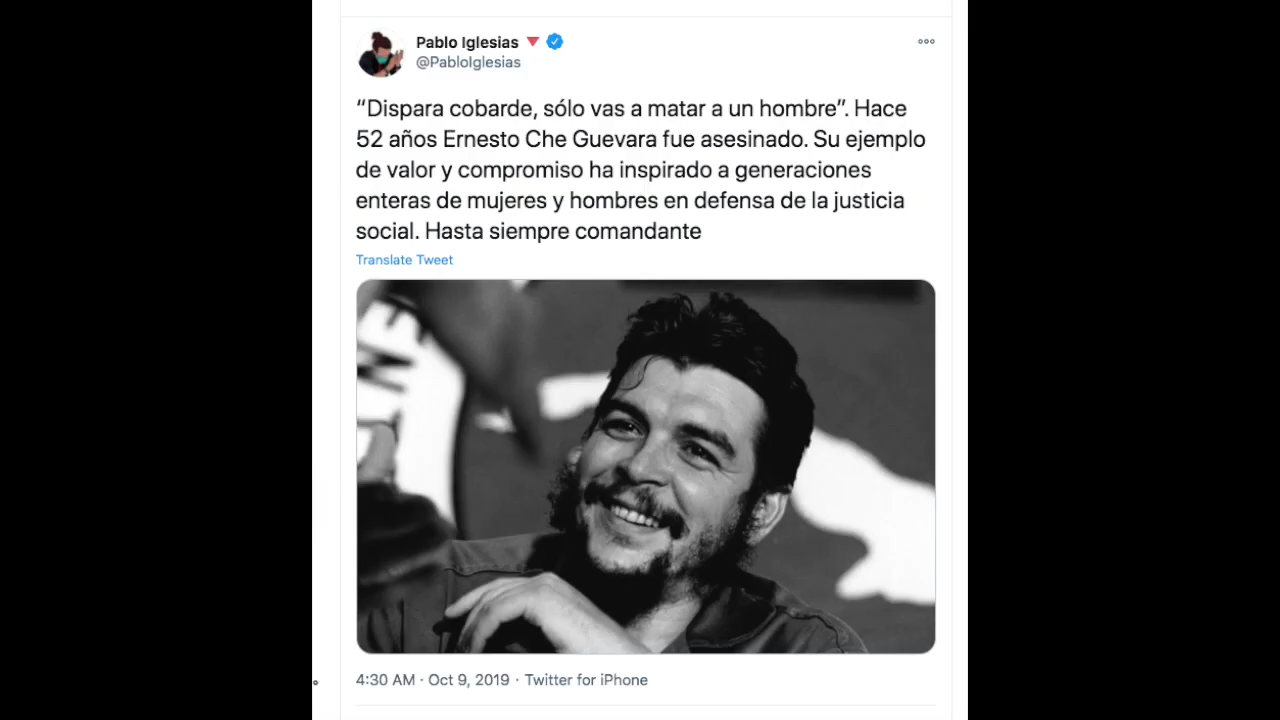 Pablo Iglesias
@PabloIglesias
“Dispara cobarde, sólo vas a matar a un hombre”. Hace
52 años Ernesto Che Guevara fue asesinado. Su ejemplo
de valor y compromiso ha inspirado a generaciones
enteras de mujeres y hombres en defensa de la justicia
social. Hasta siempre comandante
Translate Tweet
4:30 AM · Oct 9, 2019 · Twitter for iPhone